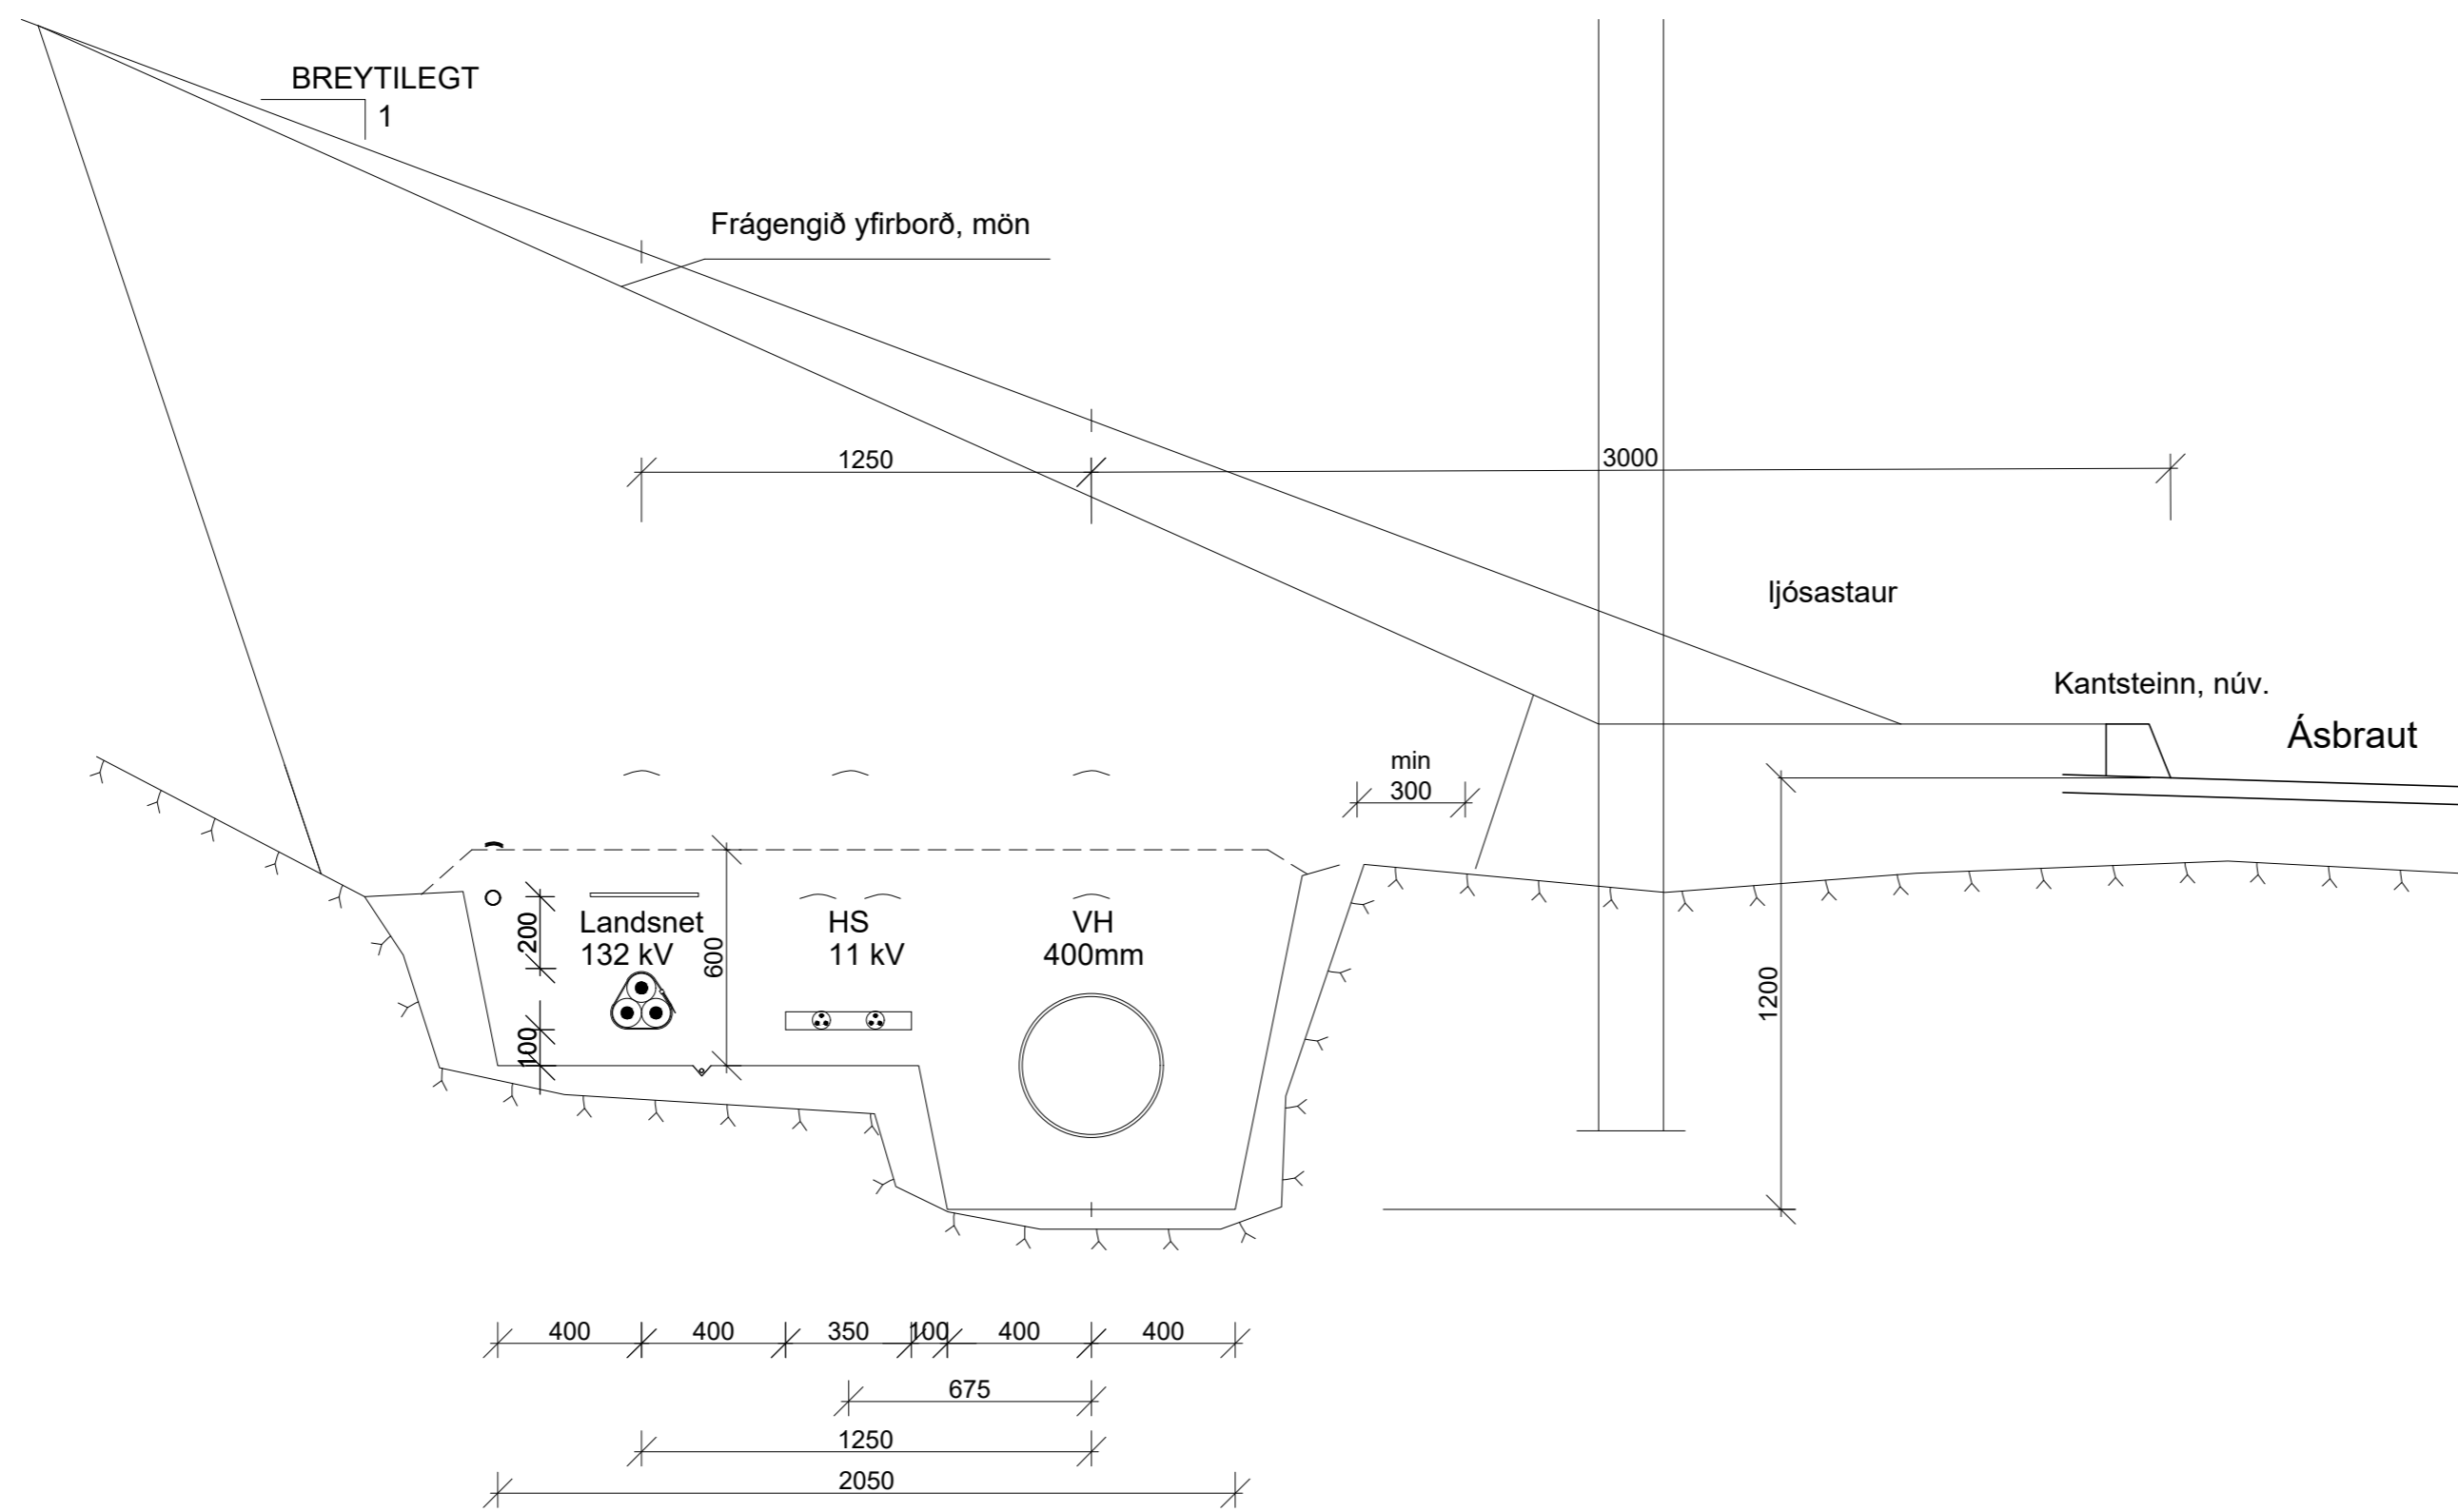 BREYTILEGT
1
Frágengið yfirborð, mön
1250
3000
ljósastaur
Kantsteinn, núv.
Ásbraut
min
300
200
Landsnet
132 kV
600
HS
11 kV
VH
400mm
100
1200
400
400
350
100
400
400
675
1250
2050